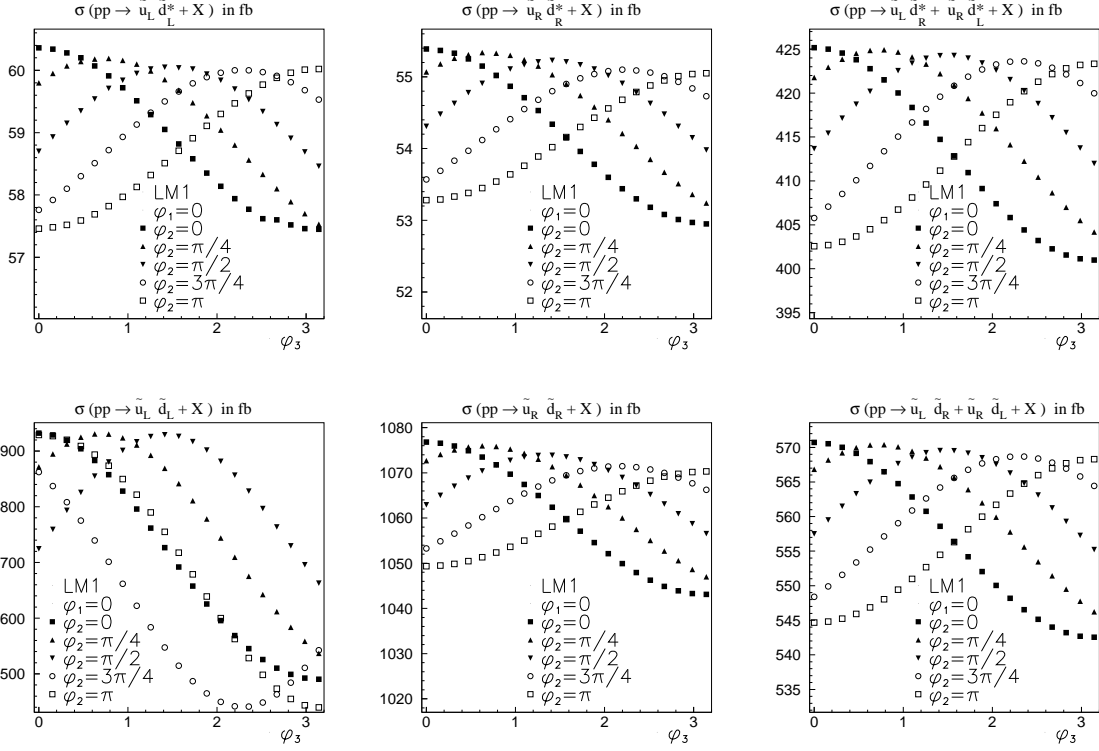 σ (pp → ũ_L d̃*_L + X ) in fb
60
59
58
57
0 1 2 3
φ₃
LM1
φ₁=0
φ₂=0
φ₂=π/4
φ₂=π/2
φ₂=3π/4
φ₂=π
σ (pp → ũ_R d̃*_R + X ) in fb
55
54
53
52
0 1 2 3
φ₃
LM1
φ₁=0
φ₂=0
φ₂=π/4
φ₂=π/2
φ₂=3π/4
φ₂=π
σ (pp → ũ_L d̃*_R + ũ_R d̃*_L + X ) in fb
425
420
415
410
405
400
395
0 1 2 3
φ₃
LM1
φ₁=0
φ₂=0
φ₂=π/4
φ₂=π/2
φ₂=3π/4
φ₂=π
σ (pp → ũ_L d̃_L + X ) in fb
900
800
700
600
500
0 1 2 3
φ₃
LM1
φ₁=0
φ₂=0
φ₂=π/4
φ₂=π/2
φ₂=3π/4
φ₂=π
σ (pp → ũ_R d̃_R + X ) in fb
1080
1070
1060
1050
1040
1030
1020
0 1 2 3
φ₃
LM1
φ₁=0
φ₂=0
φ₂=π/4
φ₂=π/2
φ₂=3π/4
φ₂=π
σ (pp → ũ_L d̃_R + ũ_R d̃_L + X ) in fb
570
565
560
555
550
545
540
535
0 1 2 3
φ₃
LM1
φ₁=0
φ₂=0
φ₂=π/4
φ₂=π/2
φ₂=3π/4
φ₂=π